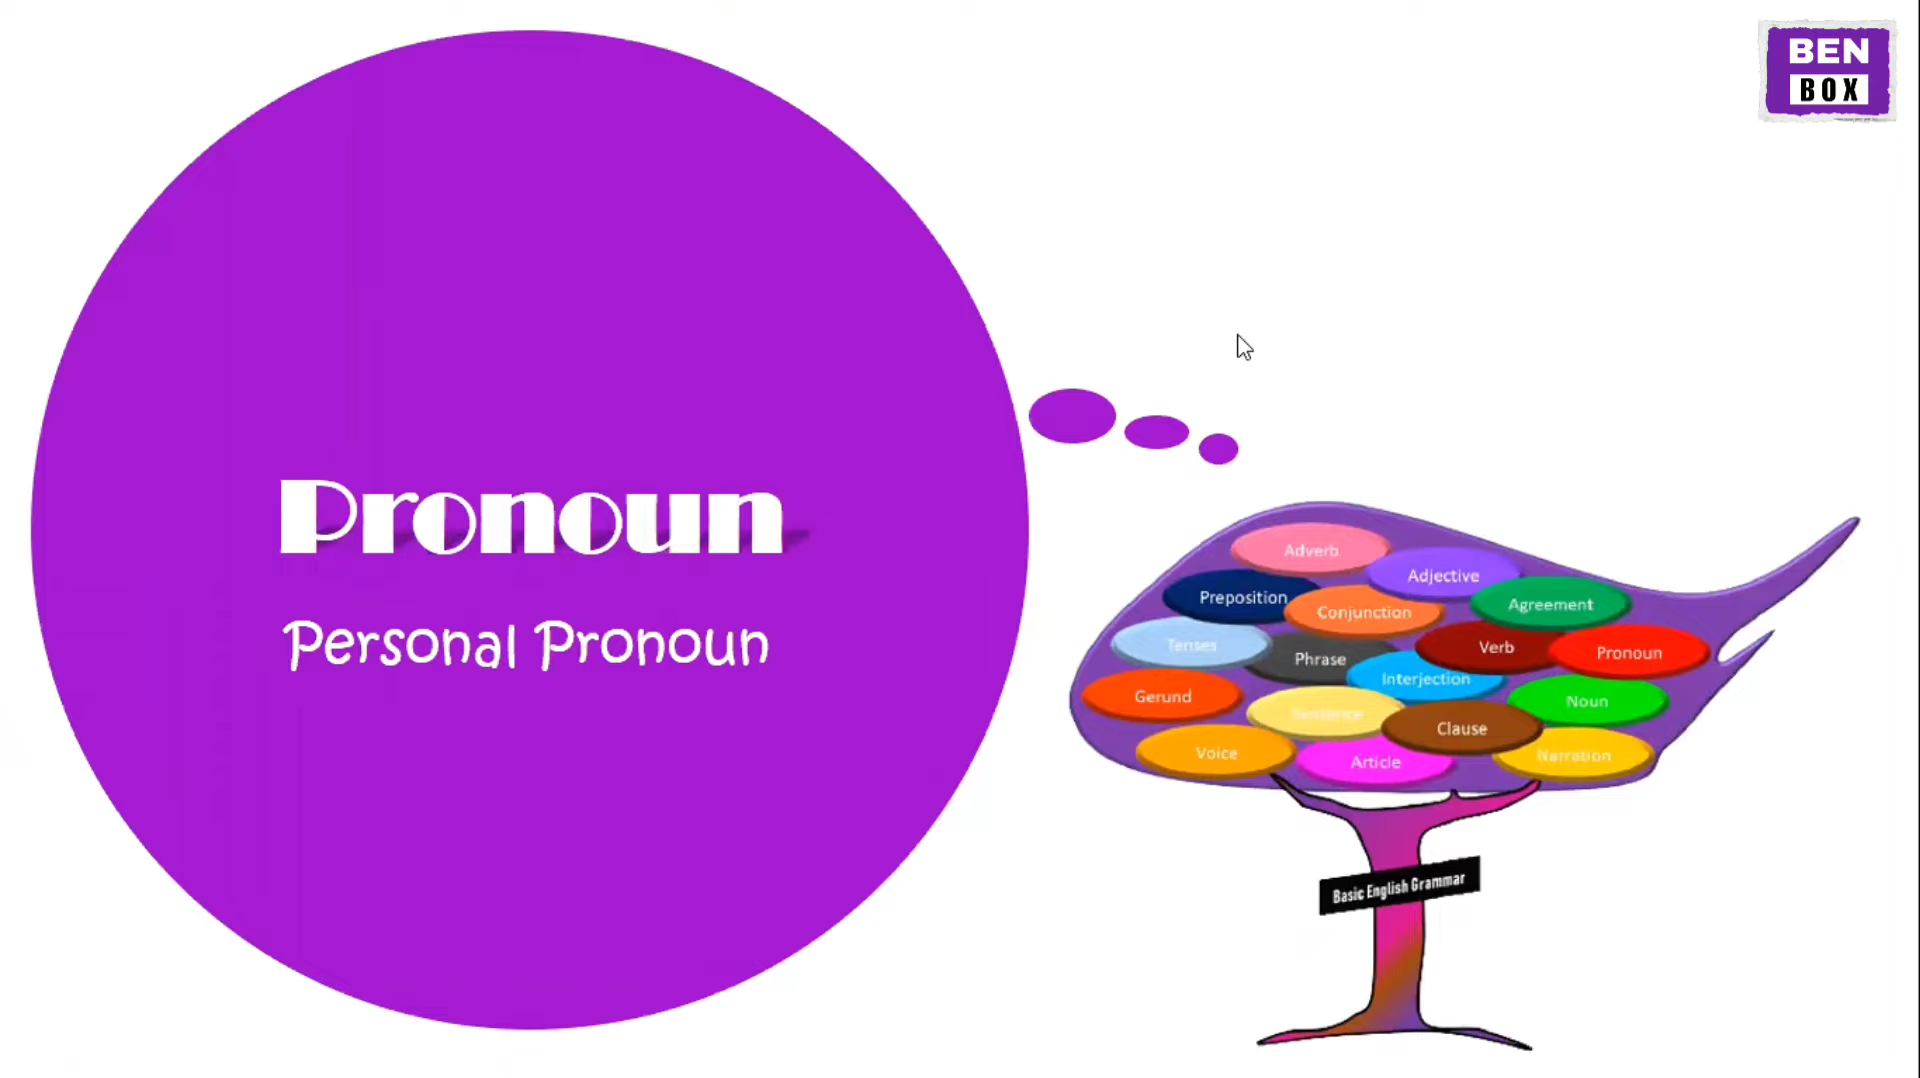 BEN
BOX
Pronoun
Personal Pronoun
Adverb
Adjective
Preposition
Conjunction
Agreement
Tenses
Phrase
Verb
Pronoun
Interjection
Gerund
Sentence
Noun
Clause
Voice
Article
Narration
Basic English Grammar